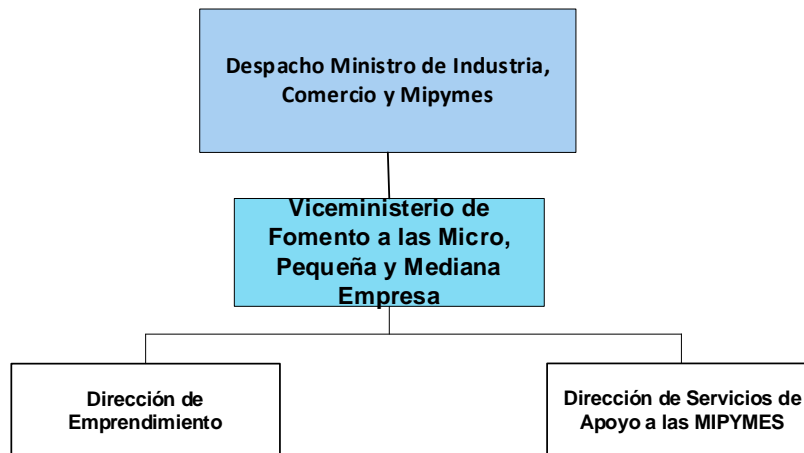 Despacho Ministro de Industria,
Comercio y Mipymes
Viceministerio de
Fomento a las Micro,
Pequeña y Mediana
Empresa
Dirección de
Emprendimiento
Dirección de Servicios de
Apoyo a las MIPYMES